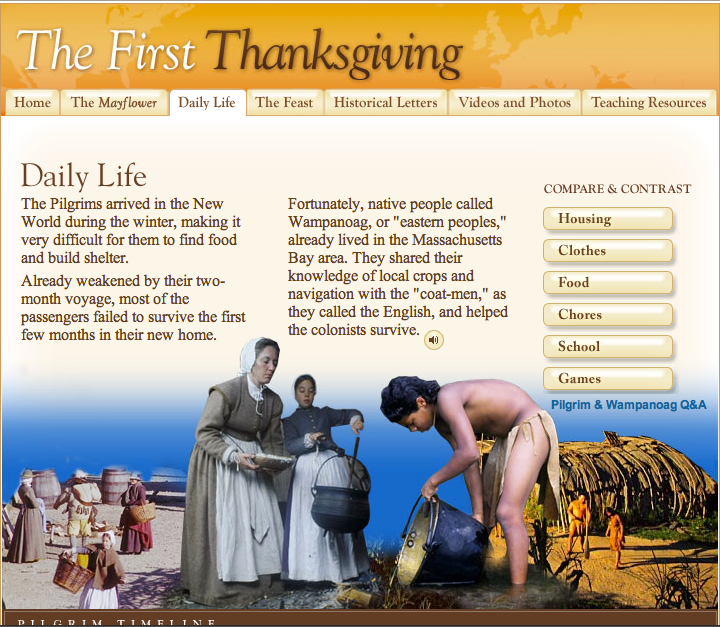 The First Thanksgiving
Home
The Mayflower
Daily Life
The Feast
Historical Letters
Videos and Photos
Teaching Resources
Daily Life
The Pilgrims arrived in the New
World during the winter, making it
very difficult for them to find food
and build shelter.
Already weakened by their two-
month voyage, most of the
passengers failed to survive the first
few months in their new home.
Fortunately, native people called
Wampanoag, or "eastern peoples,"
already lived in the Massachusetts
Bay area. They shared their
knowledge of local crops and
navigation with the "coat-men," as
they called the English, and helped
the colonists survive.
COMPARE & CONTRAST
Housing
Clothes
Food
Chores
School
Games
Pilgrim & Wampanoag Q&A
PILGRIM TIMELINE